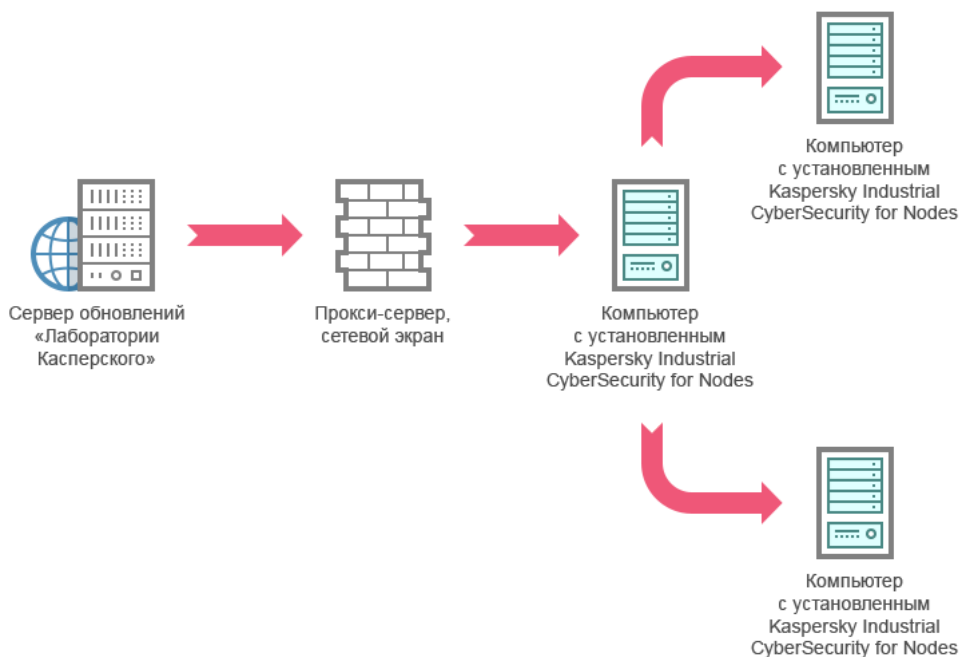 Сервер обновлений
«Лаборатории
Касперского»
Прокси-сервер,
сетевой экран
Компьютер
с установленным
Kaspersky Industrial
CyberSecurity for Nodes
Компьютер
с установленным
Kaspersky Industrial
CyberSecurity for Nodes
Компьютер
с установленным
Kaspersky Industrial
CyberSecurity for Nodes